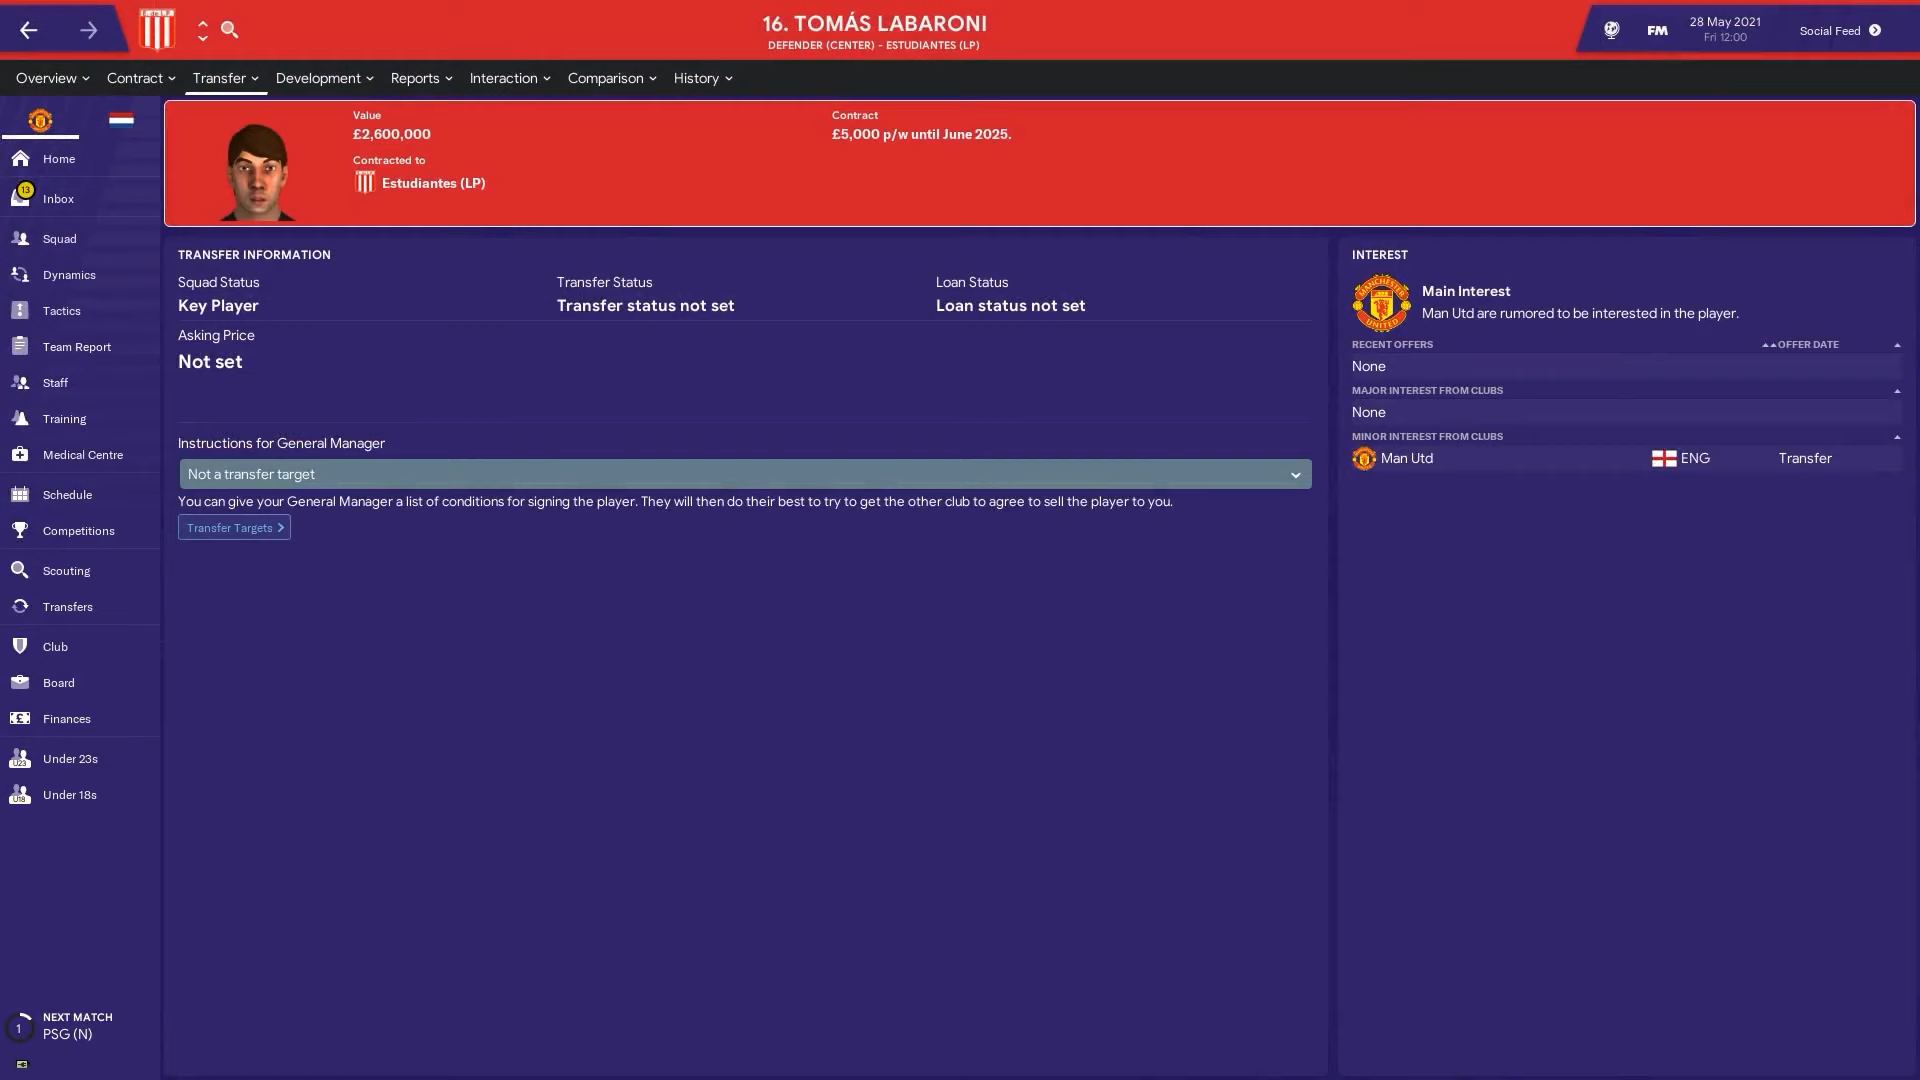 16. TOMÁS LABARONI
DEFENDER (CENTER) - ESTUDIANTES (LP)
FM
28 May 2021
Fri 12:00
Social Feed
Overview
Contract
Transfer
Development
Reports
Interaction
Comparison
History
Home
13
Inbox
Squad
Dynamics
Tactics
Team Report
Staff
Training
Medical Centre
Schedule
Competitions
Scouting
Transfers
Club
Board
Finances
U23
Under 23s
U18
Under 18s
1
NEXT MATCH
PSG (N)
Value
£2,600,000
Contracted to
Estudiantes (LP)
Contract
£5,000 p/w until June 2025.
TRANSFER INFORMATION
Squad Status
Key Player
Transfer Status
Transfer status not set
Loan Status
Loan status not set
Asking Price
Not set
Instructions for General Manager
Not a transfer target
You can give your General Manager a list of conditions for signing the player. They will then do their best to try to get the other club to agree to sell the player to you.
Transfer Targets
INTEREST
MANCHESTER
UNITED
Main Interest
Man Utd are rumored to be interested in the player.
RECENT OFFERS
OFFER DATE
None
MAJOR INTEREST FROM CLUBS
None
MINOR INTEREST FROM CLUBS
Man Utd
ENG
Transfer